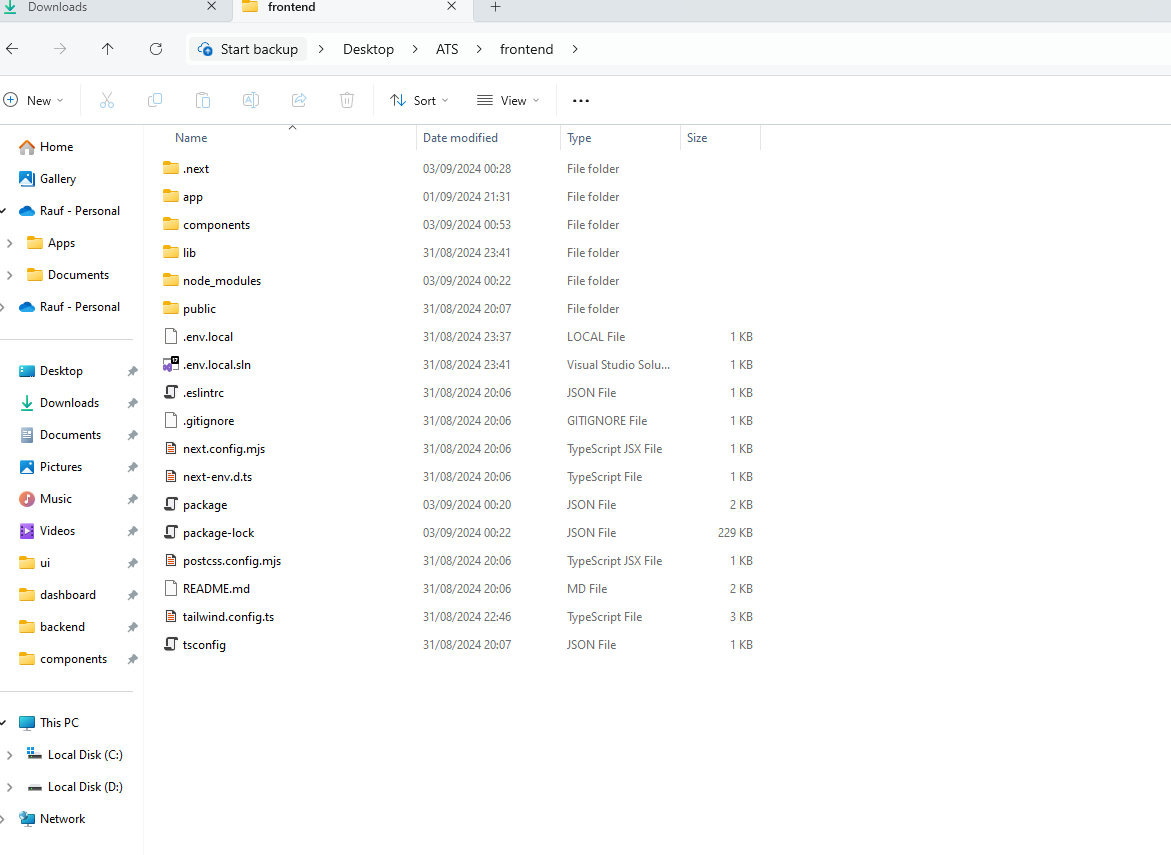 Downloads
frontend
Start backup
Desktop
ATS
frontend
New
Sort
View
Home
Gallery
Rauf - Personal
Apps
Documents
Rauf - Personal
Desktop
Downloads
Documents
Pictures
Music
Videos
ui
dashboard
backend
components
This PC
Local Disk (C:)
Local Disk (D:)
Network
Name Date modified Type Size
.next 03/09/2024 00:28 File folder
app 01/09/2024 21:31 File folder
components 03/09/2024 00:53 File folder
lib 31/08/2024 23:41 File folder
node_modules 03/09/2024 00:22 File folder
public 31/08/2024 20:07 File folder
.env.local 31/08/2024 23:37 LOCAL File 1 KB
.env.local.sln 31/08/2024 23:41 Visual Studio Solu... 1 KB
.eslintrc 31/08/2024 20:06 JSON File 1 KB
.gitignore 31/08/2024 20:06 GITIGNORE File 1 KB
next.config.mjs 31/08/2024 20:06 TypeScript JSX File 1 KB
next-env.d.ts 31/08/2024 20:06 TypeScript File 1 KB
package 03/09/2024 00:20 JSON File 2 KB
package-lock 03/09/2024 00:22 JSON File 229 KB
postcss.config.mjs 31/08/2024 20:06 TypeScript JSX File 1 KB
README.md 31/08/2024 20:06 MD File 2 KB
tailwind.config.ts 31/08/2024 22:46 TypeScript File 3 KB
tsconfig 31/08/2024 20:07 JSON File 1 KB